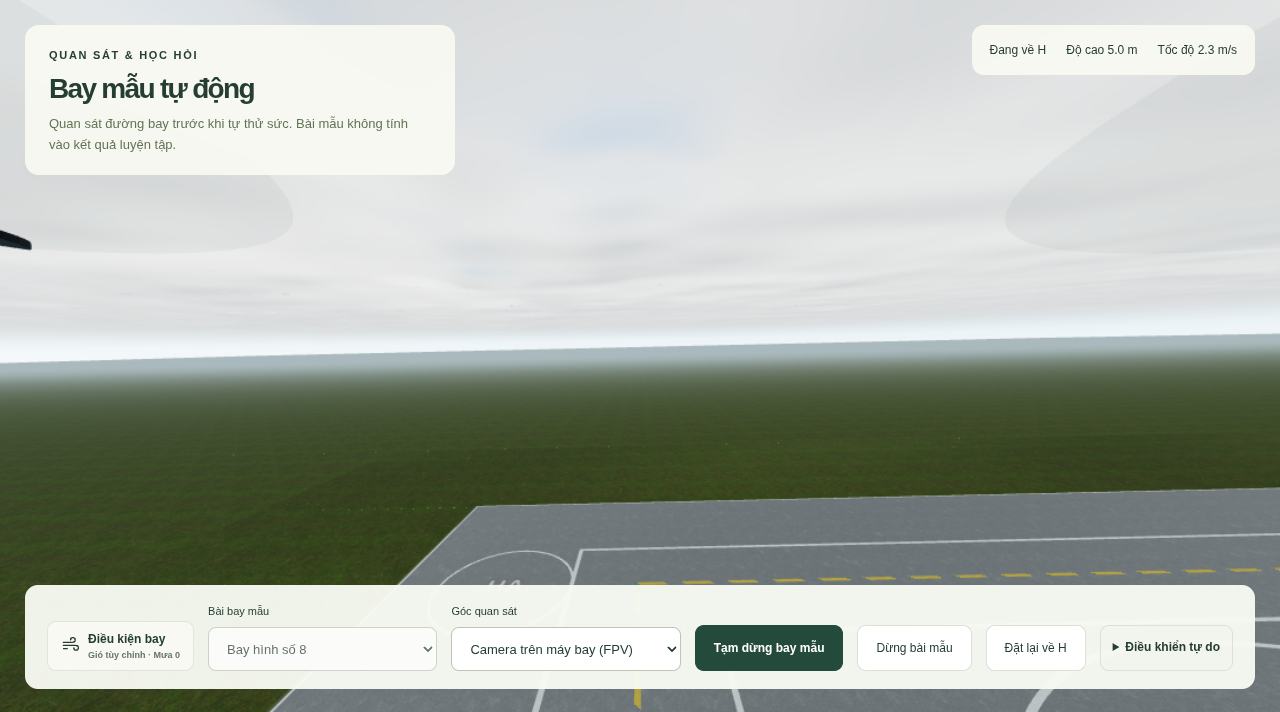 QUAN SÁT & HỌC HỎI
Bay mẫu tự động
Quan sát đường bay trước khi tự thử sức. Bài mẫu không tính
vào kết quả luyện tập.
Đang về H
Độ cao 5.0 m
Tốc độ 2.3 m/s
Điều kiện bay
Gió tùy chỉnh · Mưa 0
Bài bay mẫu
Bay hình số 8
Góc quan sát
Camera trên máy bay (FPV)
Tạm dừng bay mẫu
Dừng bài mẫu
Đặt lại về H
Điều khiển tự do